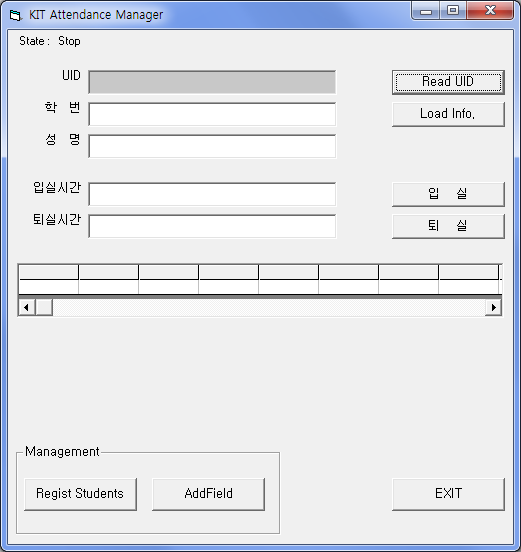 KIT Attendance Manager
State : Stop
UID
Read UID
학 번
Load Info,
성 명
입실시간
입 실
퇴실시간
퇴 실
Management
Regist Students
AddField
EXIT